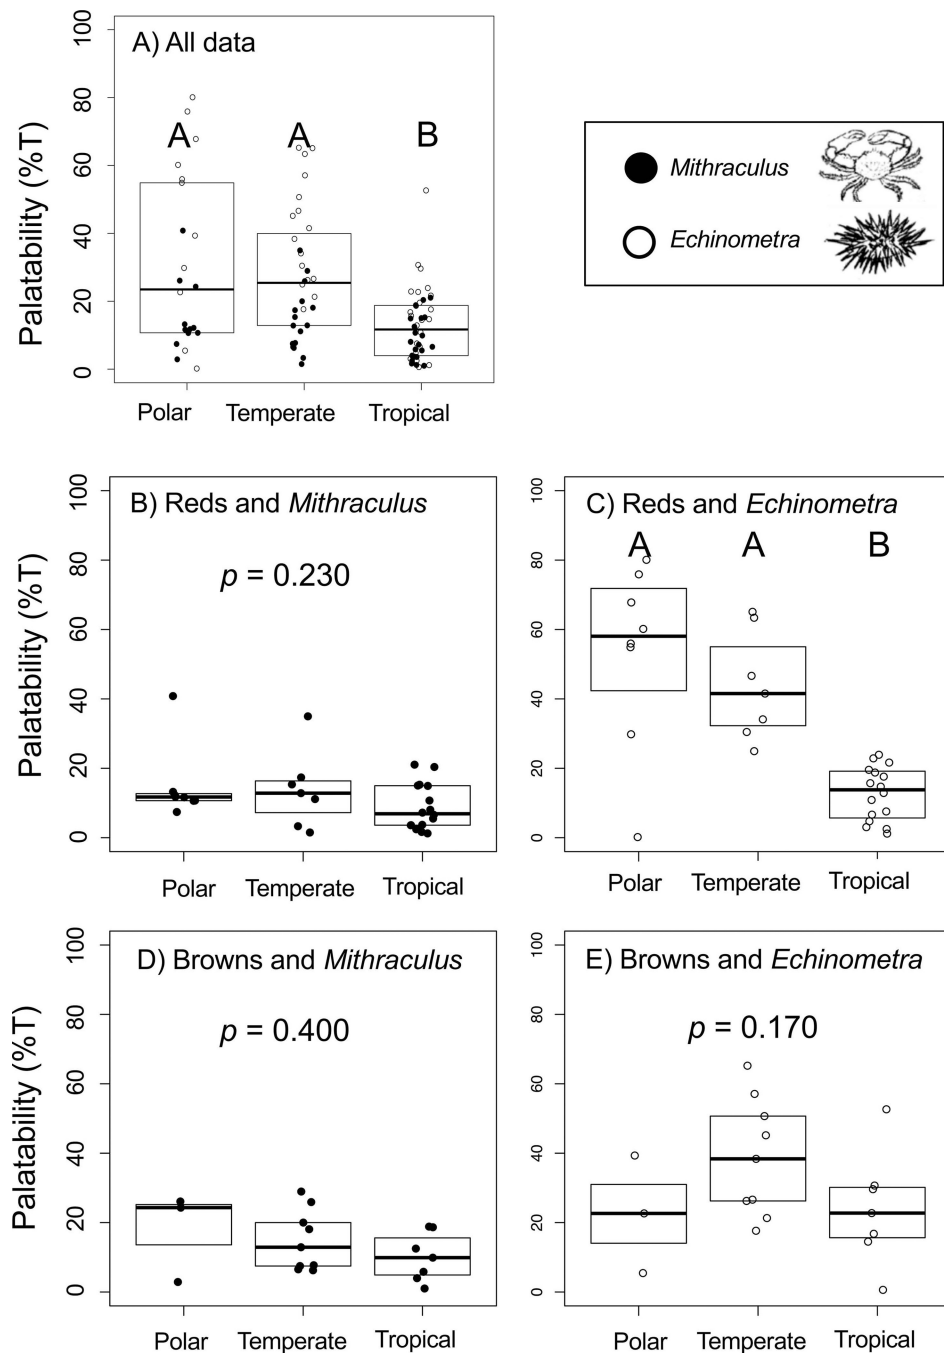 A) All data
Palatability (%T)
100
80
60
40
20
0
A A B
Polar Temperate Tropical
Mithraculus
Echinometra
B) Reds and Mithraculus
p = 0.230
Palatability (%T)
100
80
60
40
20
0
Polar Temperate Tropical
C) Reds and Echinometra
A A B
100
80
60
40
20
0
Polar Temperate Tropical
D) Browns and Mithraculus
p = 0.400
Palatability (%T)
100
80
60
40
20
0
Polar Temperate Tropical
E) Browns and Echinometra
p = 0.170
100
80
60
40
20
0
Polar Temperate Tropical